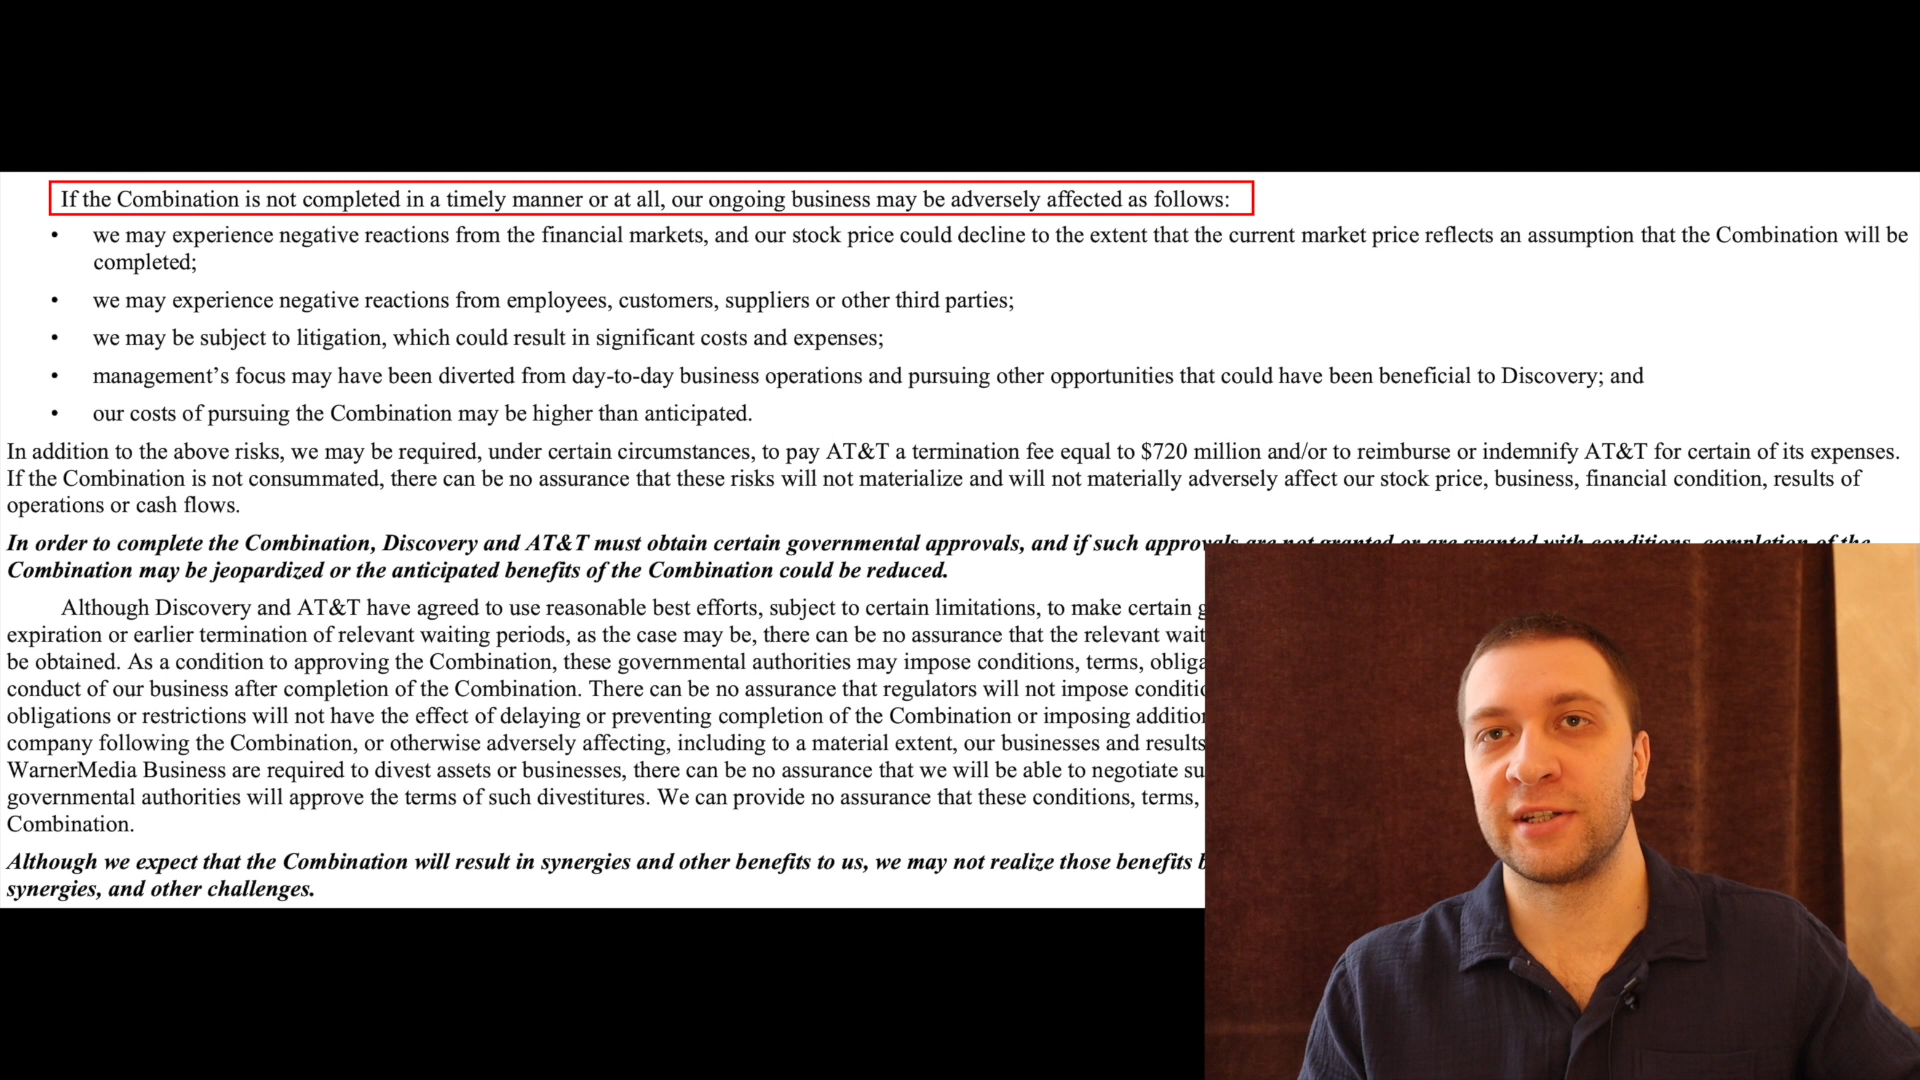 If the Combination is not completed in a timely manner or at all, our ongoing business may be adversely affected as follows:
• we may experience negative reactions from the financial markets, and our stock price could decline to the extent that the current market price reflects an assumption that the Combination will be
completed;
• we may experience negative reactions from employees, customers, suppliers or other third parties;
• we may be subject to litigation, which could result in significant costs and expenses;
• management’s focus may have been diverted from day-to-day business operations and pursuing other opportunities that could have been beneficial to Discovery; and
• our costs of pursuing the Combination may be higher than anticipated.
In addition to the above risks, we may be required, under certain circumstances, to pay AT&T a termination fee equal to $720 million and/or to reimburse or indemnify AT&T for certain of its expenses.
If the Combination is not consummated, there can be no assurance that these risks will not materialize and will not materially adversely affect our stock price, business, financial condition, results of
operations or cash flows.
In order to complete the Combination, Discovery and AT&T must obtain certain governmental approvals, and if such approvals are not granted or are granted with conditions, completion of the
Combination may be jeopardized or the anticipated benefits of the Combination could be reduced.
Although Discovery and AT&T have agreed to use reasonable best efforts, subject to certain limitations, to make certain
expiration or earlier termination of relevant waiting periods, as the case may be, there can be no assurance that the relevant
be obtained. As a condition to approving the Combination, these governmental authorities may impose conditions, terms,
conduct of our business after completion of the Combination. There can be no assurance that regulators will not impose
obligations or restrictions will not have the effect of delaying or preventing completion of the Combination or imposing
company following the Combination, or otherwise adversely affecting, including to a material extent, our businesses and results
WarnerMedia Business are required to divest assets or businesses, there can be no assurance that we will be able to negotiate
governmental authorities will approve the terms of such divestitures. We can provide no assurance that these conditions, terms,
Combination.
Although we expect that the Combination will result in synergies and other benefits to us, we may not realize those benefits
synergies, and other challenges.